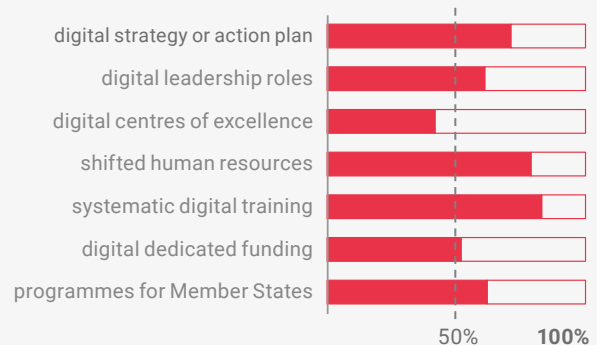 digital strategy or action plan
digital leadership roles
digital centres of excellence
shifted human resources
systematic digital training
digital dedicated funding
programmes for Member States
50% 100%